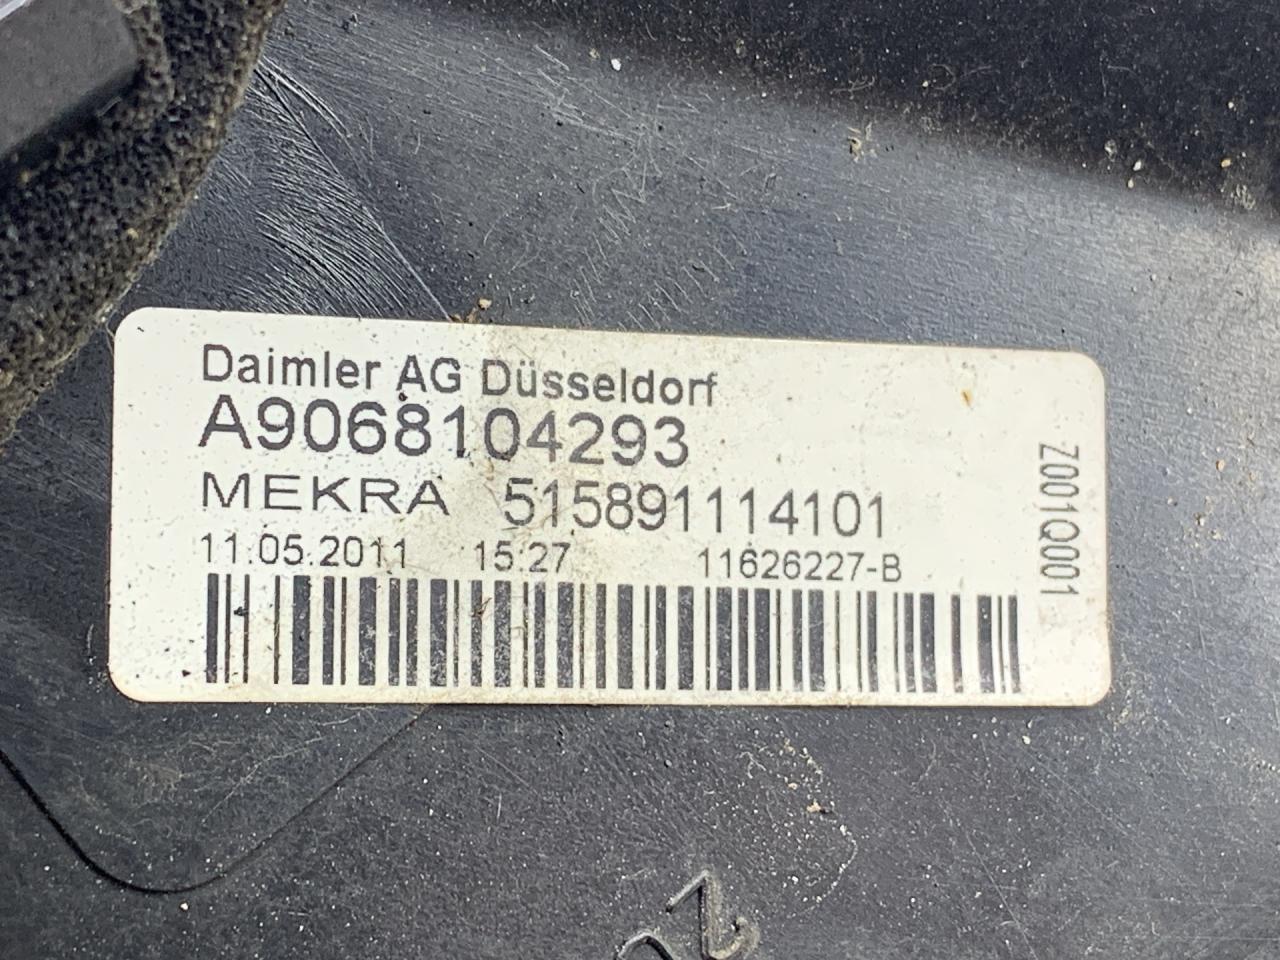 Daimler AG Düsseldorf
A9068104293
MEKRA 515891114101
11.05.2011 15:27 11626227-B
Z001Q001